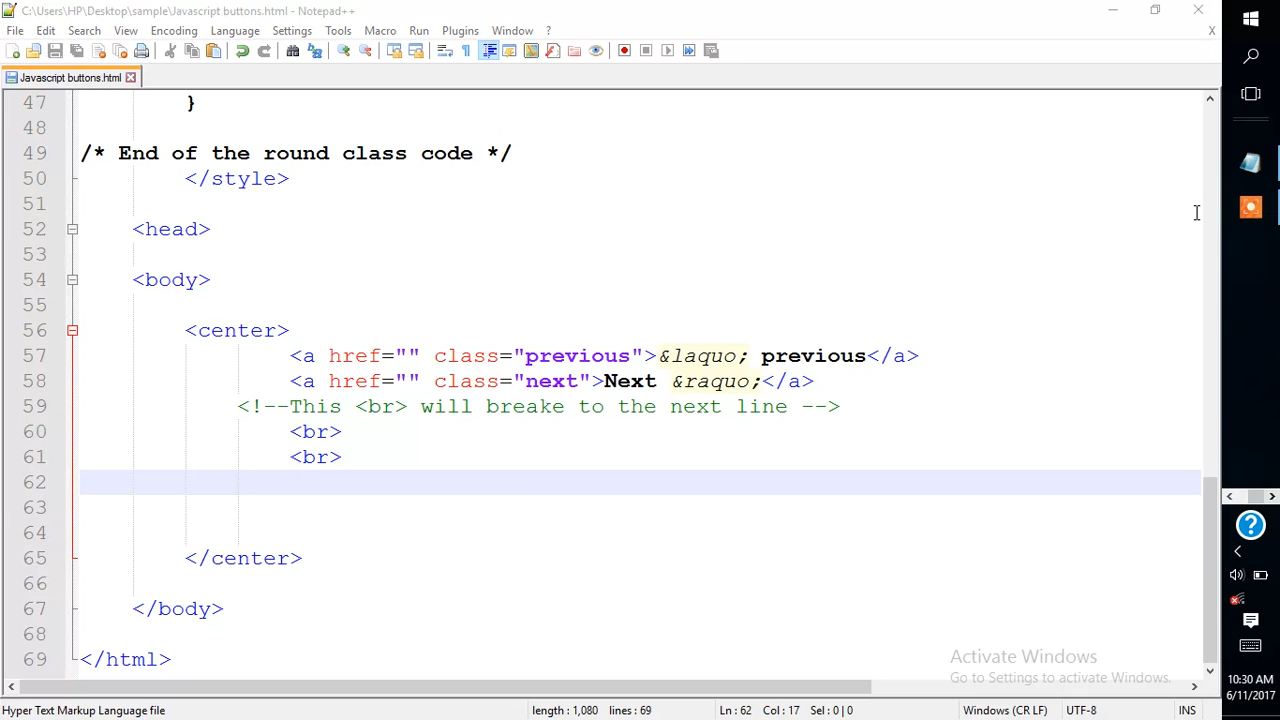 C:\Users\HP\Desktop\sample\Javascript buttons.html - Notepad++
File Edit Search View Encoding Language Settings Tools Macro Run Plugins Window ? X
Javascript buttons.html
47 }
48
49 /* End of the round class code */
50 </style>
51
52 <head>
53
54 <body>
55
56 <center>
57 <a href="" class="previous">&laquo; previous</a>
58 <a href="" class="next">Next &raquo;</a>
59 <!--This <br> will breake to the next line -->
60 <br>
61 <br>
62
63
64
65 </center>
66
67 </body>
68
69 </html>
Activate Windows
Go to Settings to activate Windows.
Hyper Text Markup Language file length : 1,080 lines : 69 Ln : 62 Col : 17 Sel : 0 | 0 Windows (CR LF) UTF-8 INS
10:30 AM
6/11/2017